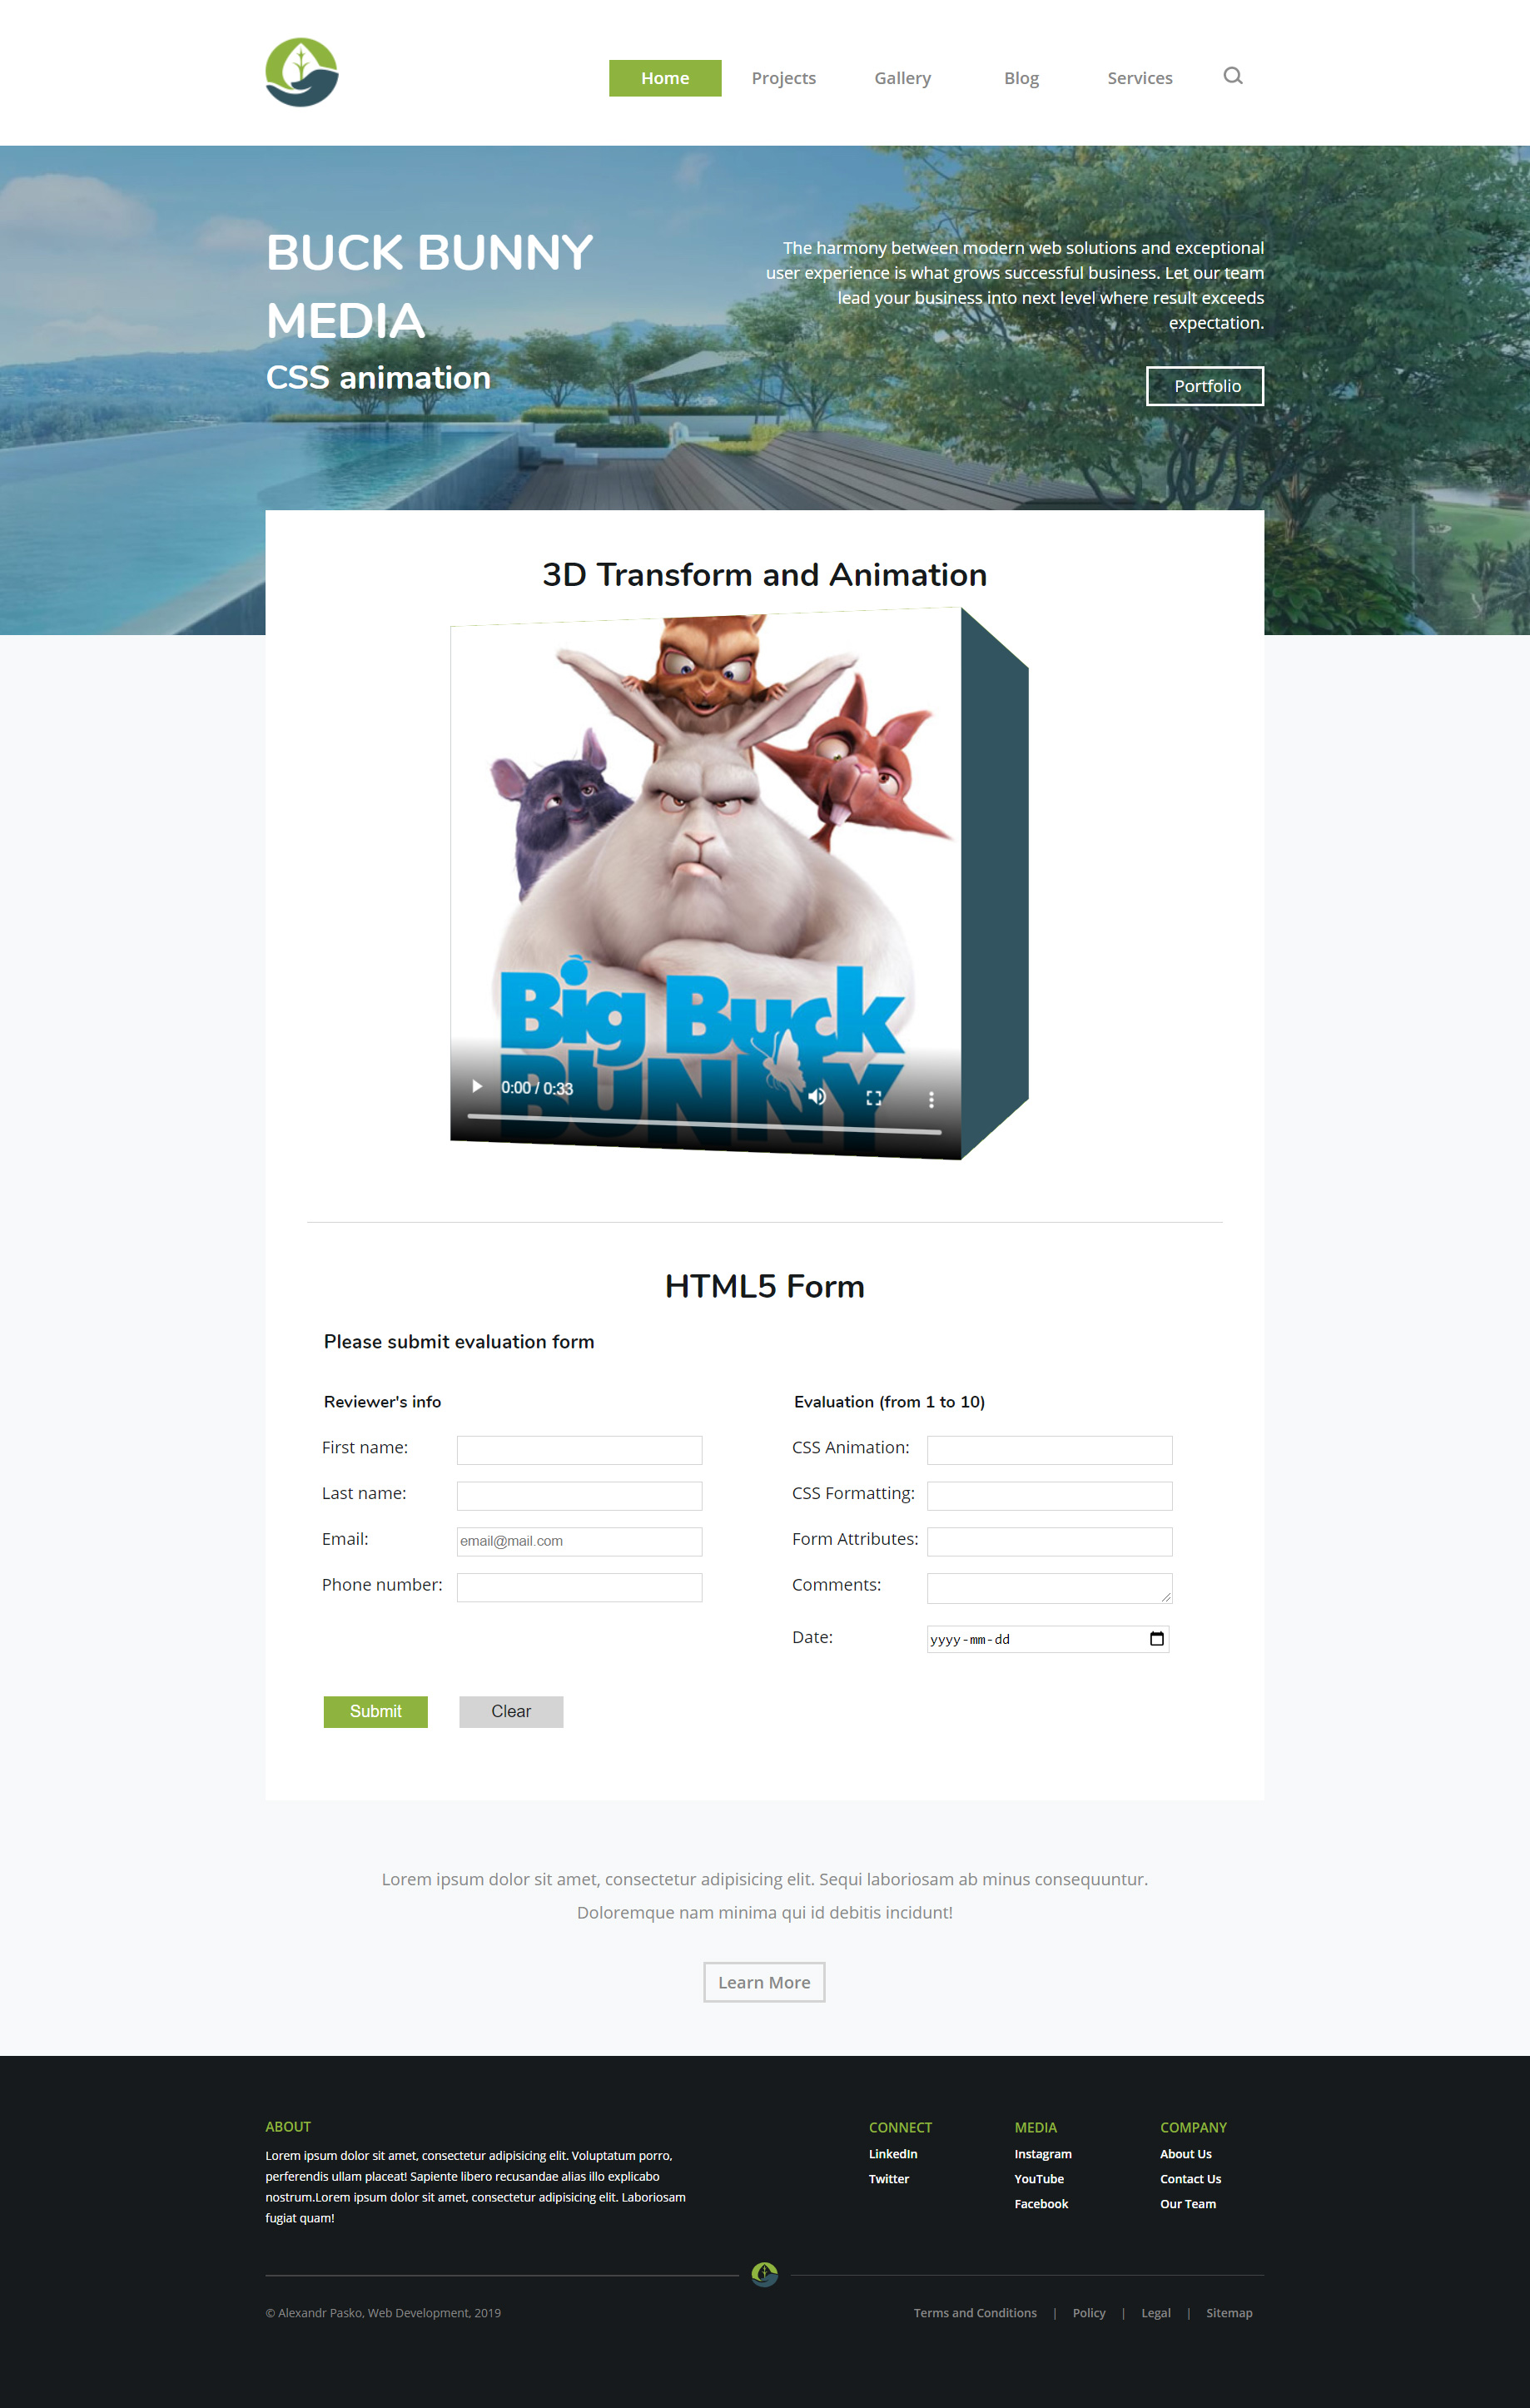 Home Projects Gallery Blog Services
BUCK BUNNY
MEDIA
CSS animation
The harmony between modern web solutions and exceptional
user experience is what grows successful business. Let our team
lead your business into next level where result exceeds
expectation.
Portfolio
3D Transform and Animation
Big Buck
BUNNY
0:00 / 0:33
HTML5 Form
Please submit evaluation form
Reviewer's info
First name:
Last name:
Email: email@mail.com
Phone number:
Evaluation (from 1 to 10)
CSS Animation:
CSS Formatting:
Form Attributes:
Comments:
Date: yyyy-mm-dd
Submit Clear
Lorem ipsum dolor sit amet, consectetur adipisicing elit. Sequi laboriosam ab minus consequuntur.
Doloremque nam minima qui id debitis incidunt!
Learn More
ABOUT
Lorem ipsum dolor sit amet, consectetur adipisicing elit. Voluptatum porro,
perferendis ullam placeat! Sapiente libero recusandae alias illo explicabo
nostrum.Lorem ipsum dolor sit amet, consectetur adipisicing elit. Laboriosam
fugiat quam!
CONNECT
LinkedIn
Twitter
MEDIA
Instagram
YouTube
Facebook
COMPANY
About Us
Contact Us
Our Team
© Alexandr Pasko, Web Development, 2019
Terms and Conditions | Policy | Legal | Sitemap